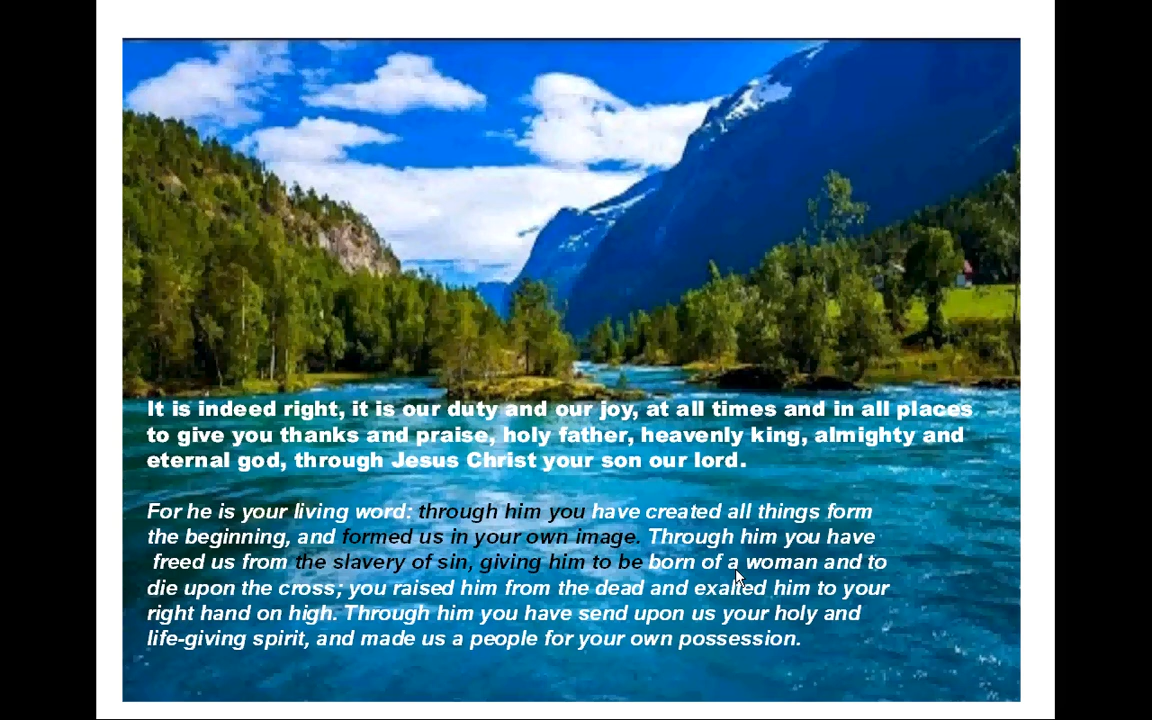 It is indeed right, it is our duty and our joy, at all times and in all places
to give you thanks and praise, holy father, heavenly king, almighty and
eternal god, through Jesus Christ your son our lord.
For he is your living word: through him you have created all things form
the beginning, and formed us in your own image. Through him you have
freed us from the slavery of sin, giving him to be born of a woman and to
die upon the cross; you raised him from the dead and exalted him to your
right hand on high. Through him you have send upon us your holy and
life-giving spirit, and made us a people for your own possession.